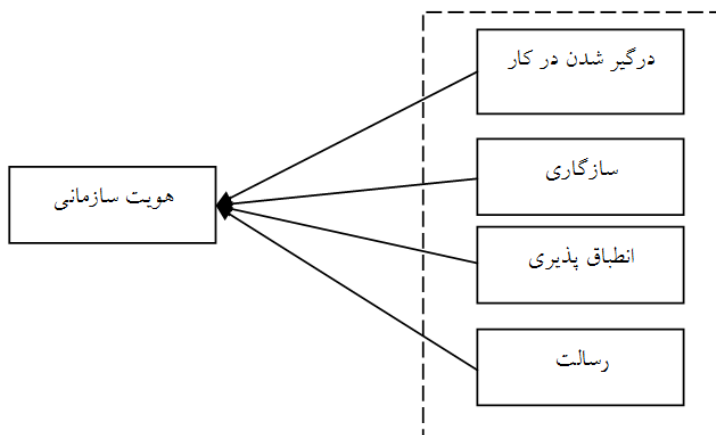 درگیر شدن در کار
سازگاری
هویت سازمانی
انطباق پذیری
رسالت